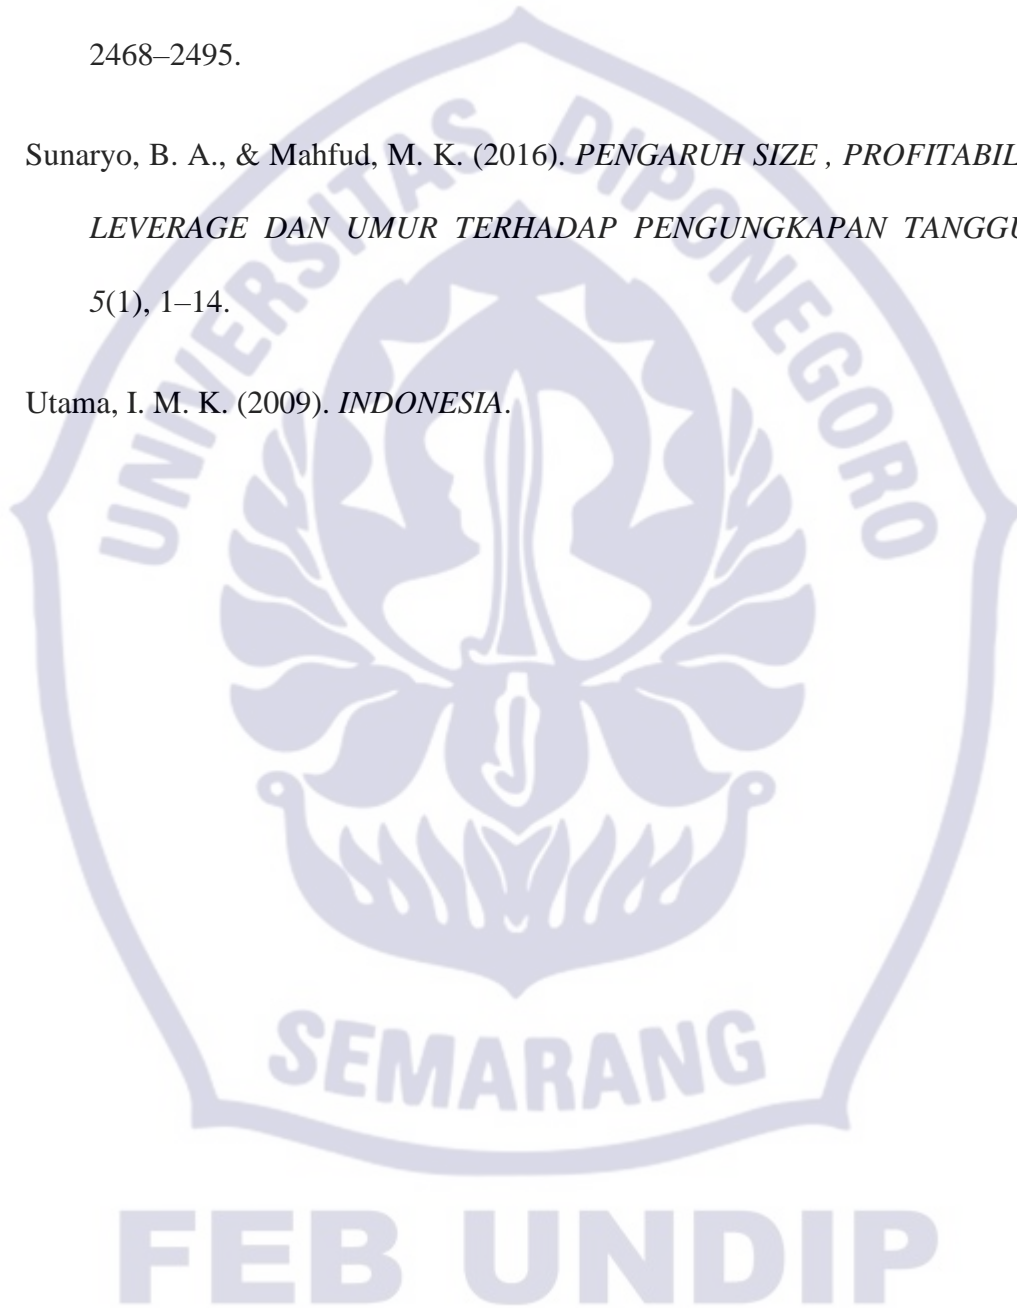 2468–2495.
Sunaryo, B. A., & Mahfud, M. K. (2016). PENGARUH SIZE , PROFITABIL
LEVERAGE DAN UMUR TERHADAP PENGUNGKAPAN TANGGU
5(1), 1–14.
Utama, I. M. K. (2009). INDONESIA.
UNIVERSITAS DIPONEGORO
SEMARANG
FEB UNDIP